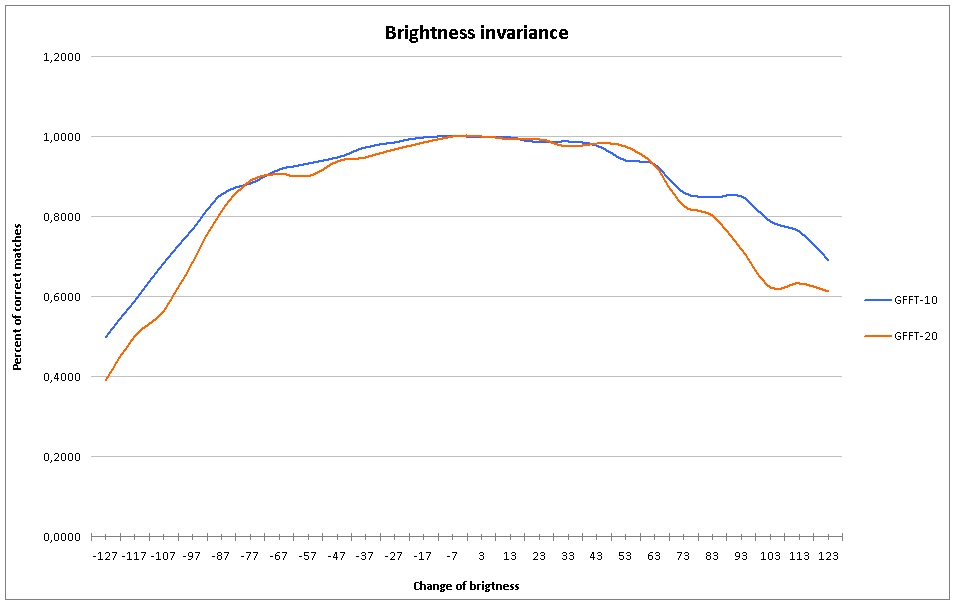 Brightness invariance
1,2000
1,0000
0,8000
0,6000
0,4000
0,2000
0,0000
Percent of correct matches
-127 -117 -107 -97 -87 -77 -67 -57 -47 -37 -27 -17 -7 3 13 23 33 43 53 63 73 83 93 103 113 123
Change of brigtness
GFFT-10
GFFT-20